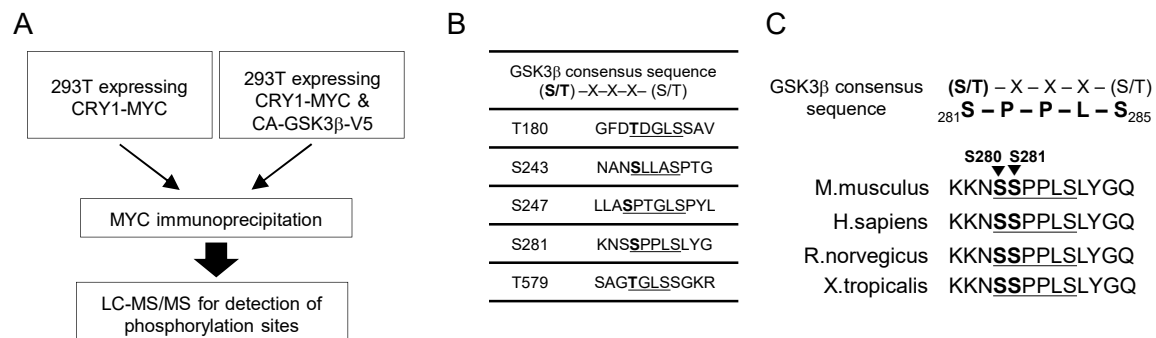 A
293T expressing
CRY1-MYC
293T expressing
CRY1-MYC &
CA-GSK3β-V5
MYC immunoprecipitation
LC-MS/MS for detection of
phosphorylation sites
B
GSK3β consensus sequence
(S/T) –X–X–X– (S/T)
T180 GFDTDGLSSAV
S243 NANSLLASPTG
S247 LLASPTGLSPYL
S281 KNSSPPLSLYG
T579 SAGTGLSSGKR
C
GSK3β consensus (S/T) – X – X – X – (S/T)
sequence 281S – P – P – L – S285
S280 S281
M.musculus KKNSSPPLSLYGQ
H.sapiens KKNSSPPLSLYGQ
R.norvegicus KKNSSPPLSLYGQ
X.tropicalis KKNSSPPLSLYGQ